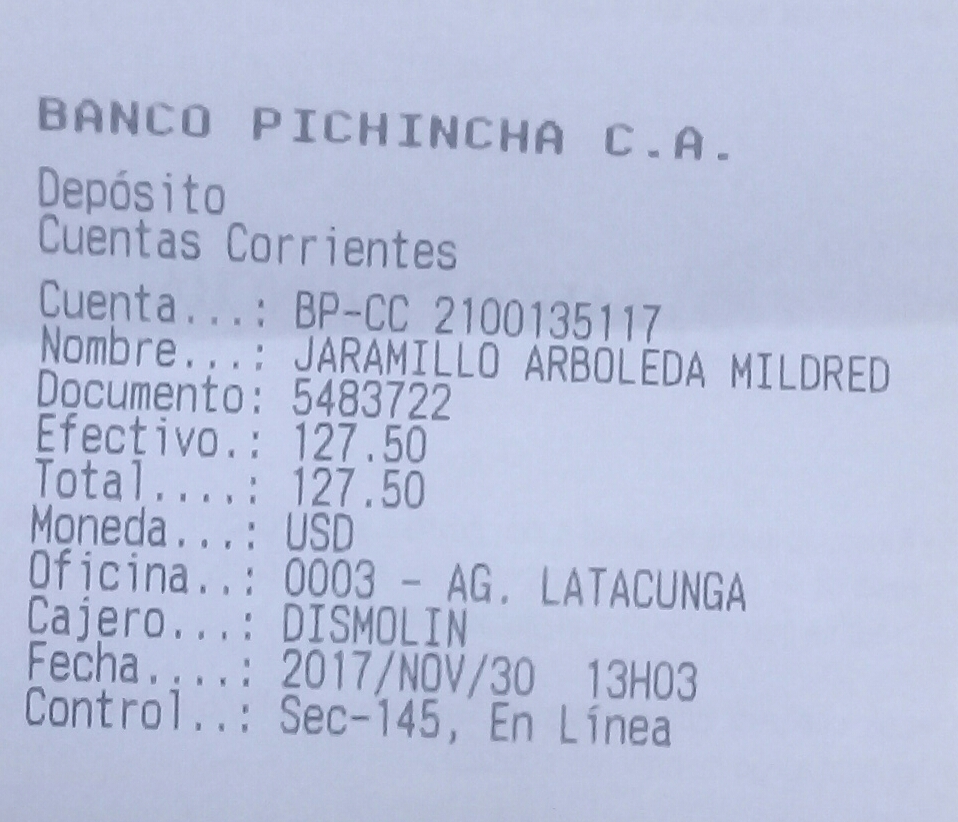 BANCO PICHINCHA C.A.
Depósito
Cuentas Corrientes
Cuenta...: BP-CC 2100135117
Nombre...: JARAMILLO ARBOLEDA MILDRED
Documento: 5483722
Efectivo.: 127.50
Total....: 127.50
Moneda...: USD
Oficina..: 0003 - AG. LATACUNGA
Cajero...: DISMOLIN
Fecha....: 2017/NOV/30 13H03
Control..: Sec-145, En Línea